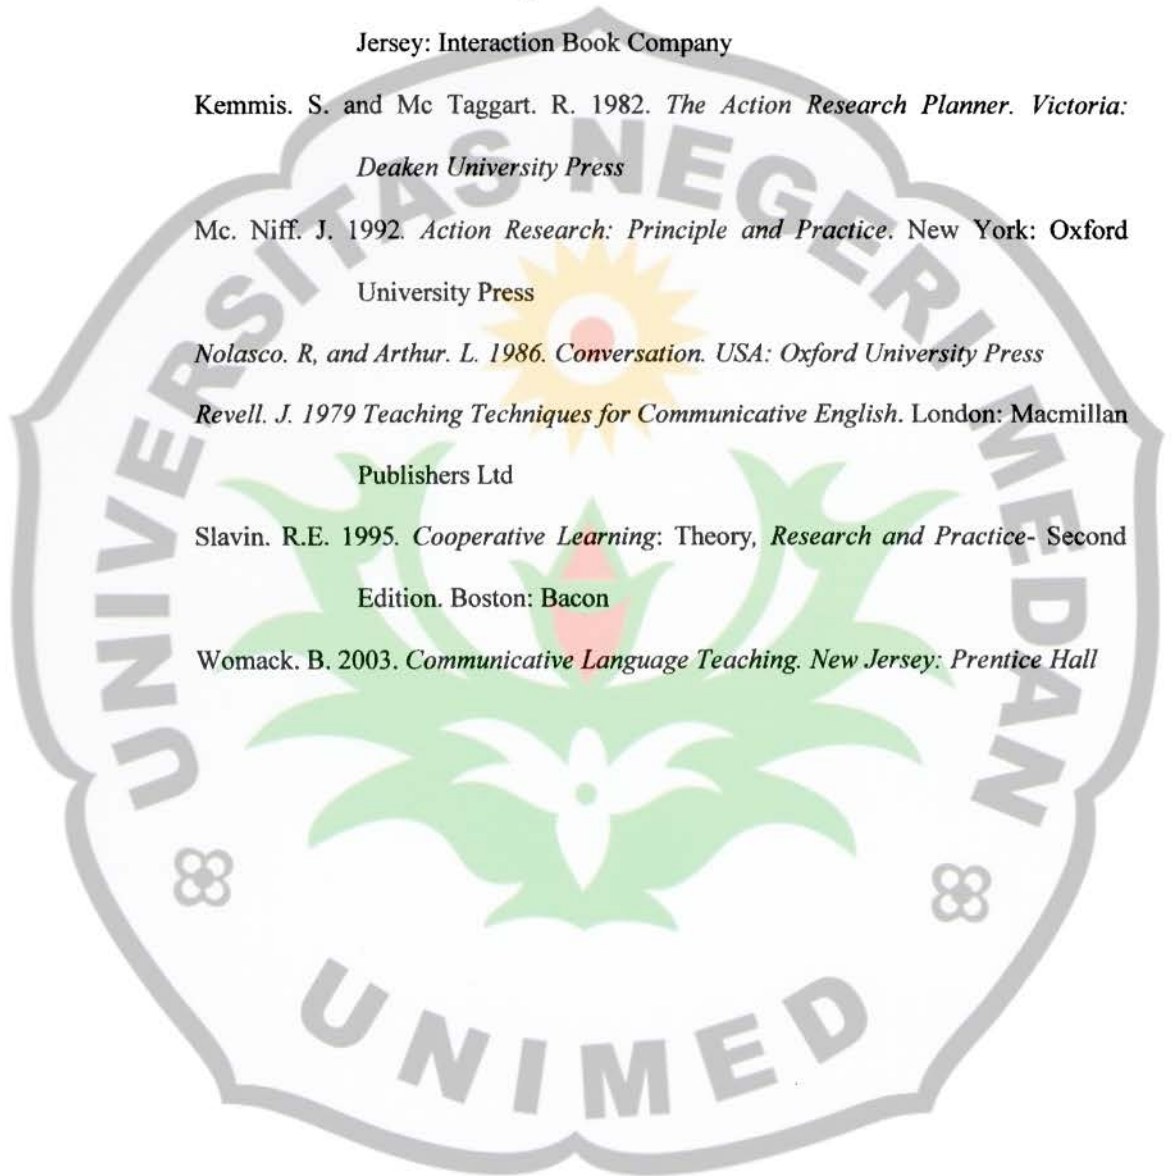 Jersey: Interaction Book Company
Kemmis. S. and Mc Taggart. R. 1982. The Action Research Planner. Victoria:
Deaken University Press
Mc. Niff. J. 1992. Action Research: Principle and Practice. New York: Oxford
University Press
Nolasco. R, and Arthur. L. 1986. Conversation. USA: Oxford University Press
Revell. J. 1979 Teaching Techniques for Communicative English. London: Macmillan
Publishers Ltd
Slavin. R.E. 1995. Cooperative Learning: Theory, Research and Practice- Second
Edition. Boston: Bacon
Womack. B. 2003. Communicative Language Teaching. New Jersey: Prentice Hall
UNIVERSITAS NEGERI MEDAN
UNIMED